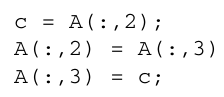 c = A(:,2);
A(:,2) = A(:,3)
A(:,3) = c;